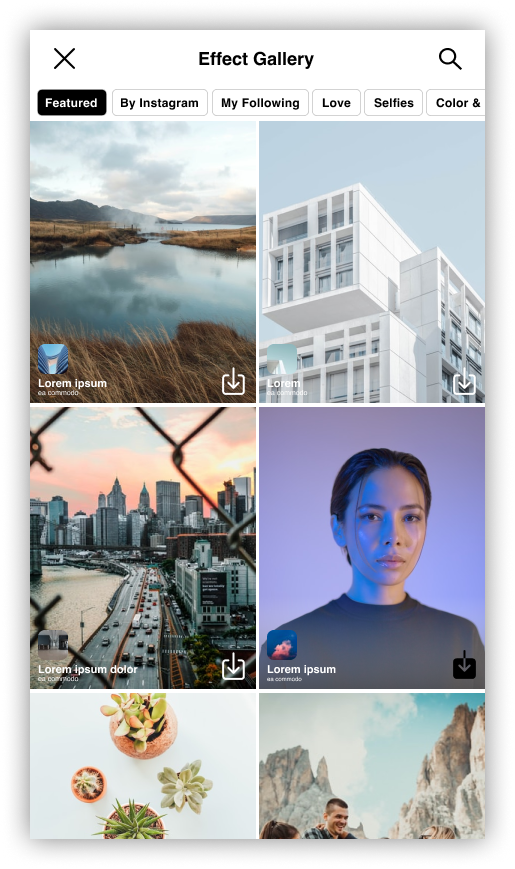 Effect Gallery
Featured
By Instagram
My Following
Love
Selfies
Color &
Lorem ipsum
ea commodo
Lorem
ea commodo
Lorem ipsum dolor
ea commodo
Lorem ipsum
ea commodo